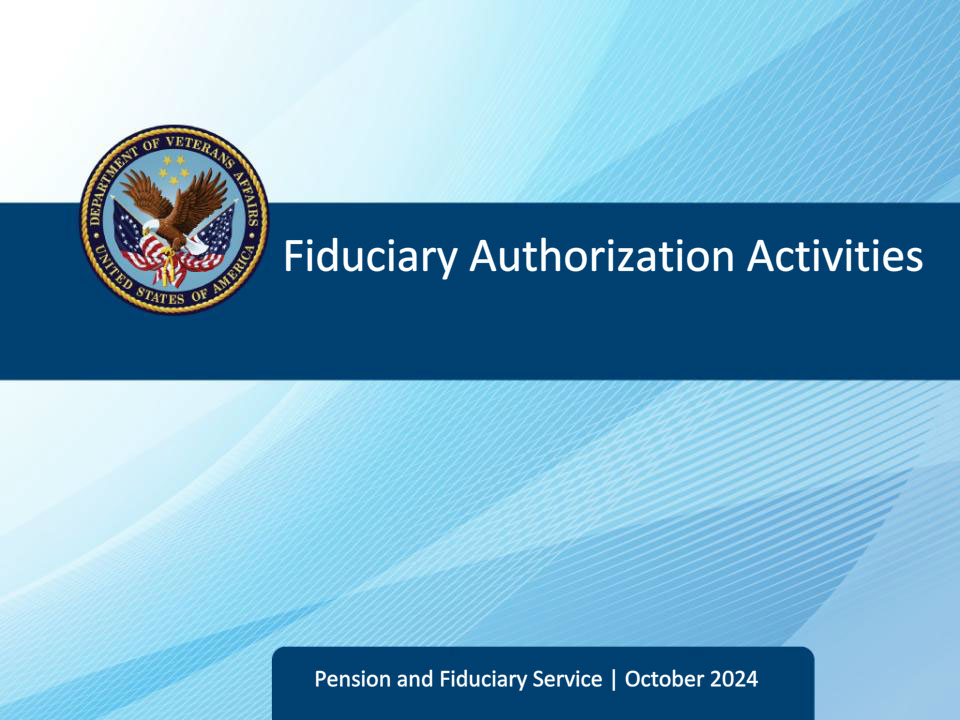 DEPARTMENT OF VETERANS AFFAIRS
UNITED STATES OF AMERICA
Fiduciary Authorization Activities
Pension and Fiduciary Service | October 2024